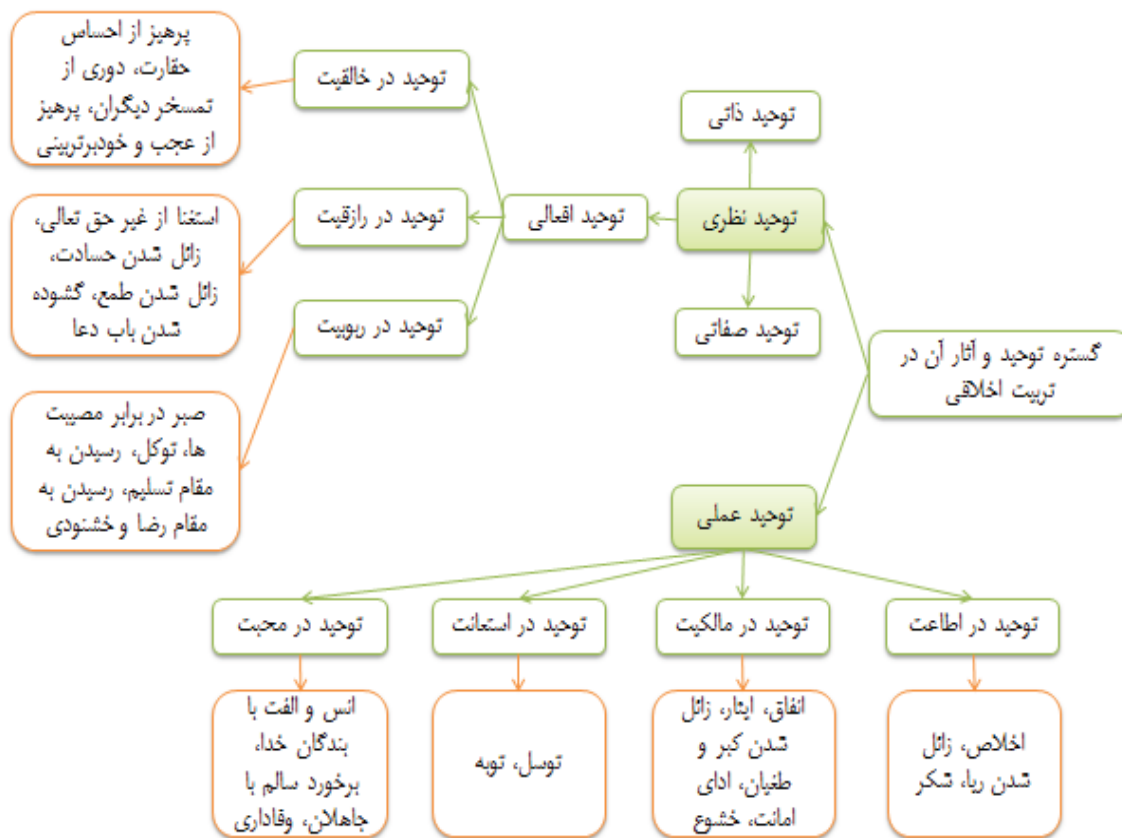 گستره توحید و آثار آن در
تربیت اخلاقی
توحید نظری
توحید ذاتی
توحید صفاتی
توحید افعالی
توحید در خالقیت
پرهیز از احساس
حقارت، دوری از
تمسخر دیگران، پرهیز
از عجب و خودبرتربینی
توحید در رازقیت
استغنا از غیر حق تعالی،
زائل شدن حسادت،
زائل شدن طمع، گشوده
شدن باب دعا
توحید در ربوبیت
صبر در برابر مصیبت
ها، توکل، رسیدن به
مقام تسلیم، رسیدن به
مقام رضا و خشنودی
توحید عملی
توحید در اطاعت
اخلاص، زائل
شدن ریا، شکر
توحید در مالکیت
انفاق، ایثار، زائل
شدن کبر و
طغیان، ادای
امانت، خشوع
توحید در استعانت
توسل، توبه
توحید در محبت
انس و الفت با
بندگان خدا،
برخورد سالم با
جاهلان، وفاداری